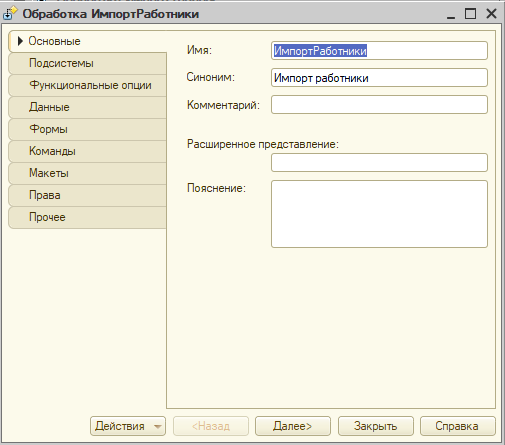 Обработка ИмпортРаботники
Основные
Подсистемы
Функциональные опции
Данные
Формы
Команды
Макеты
Права
Прочее
Имя: ИмпортРаботники
Синоним: Импорт работники
Комментарий:
Расширенное представление:
Пояснение:
Действия <Назад Далее> Закрыть Справка